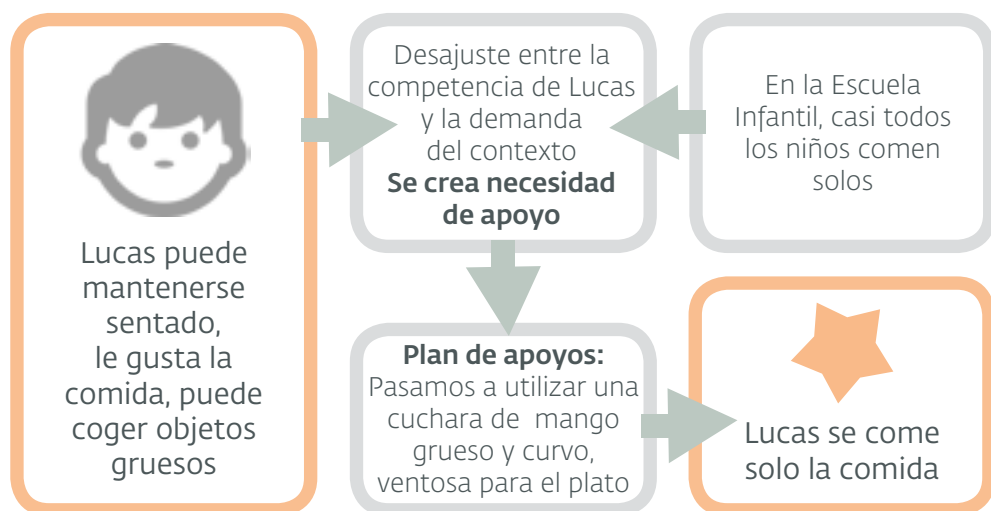 Lucas puede
mantenerse
sentado,
le gusta la
comida, puede
coger objetos
gruesos
Desajuste entre la
competencia de Lucas
y la demanda
del contexto
Se crea necesidad
de apoyo
En la Escuela
Infantil, casi todos
los niños comen
solos
Plan de apoyos:
Pasamos a utilizar una
cuchara de mango
grueso y curvo,
ventosa para el plato
Lucas se come
solo la comida